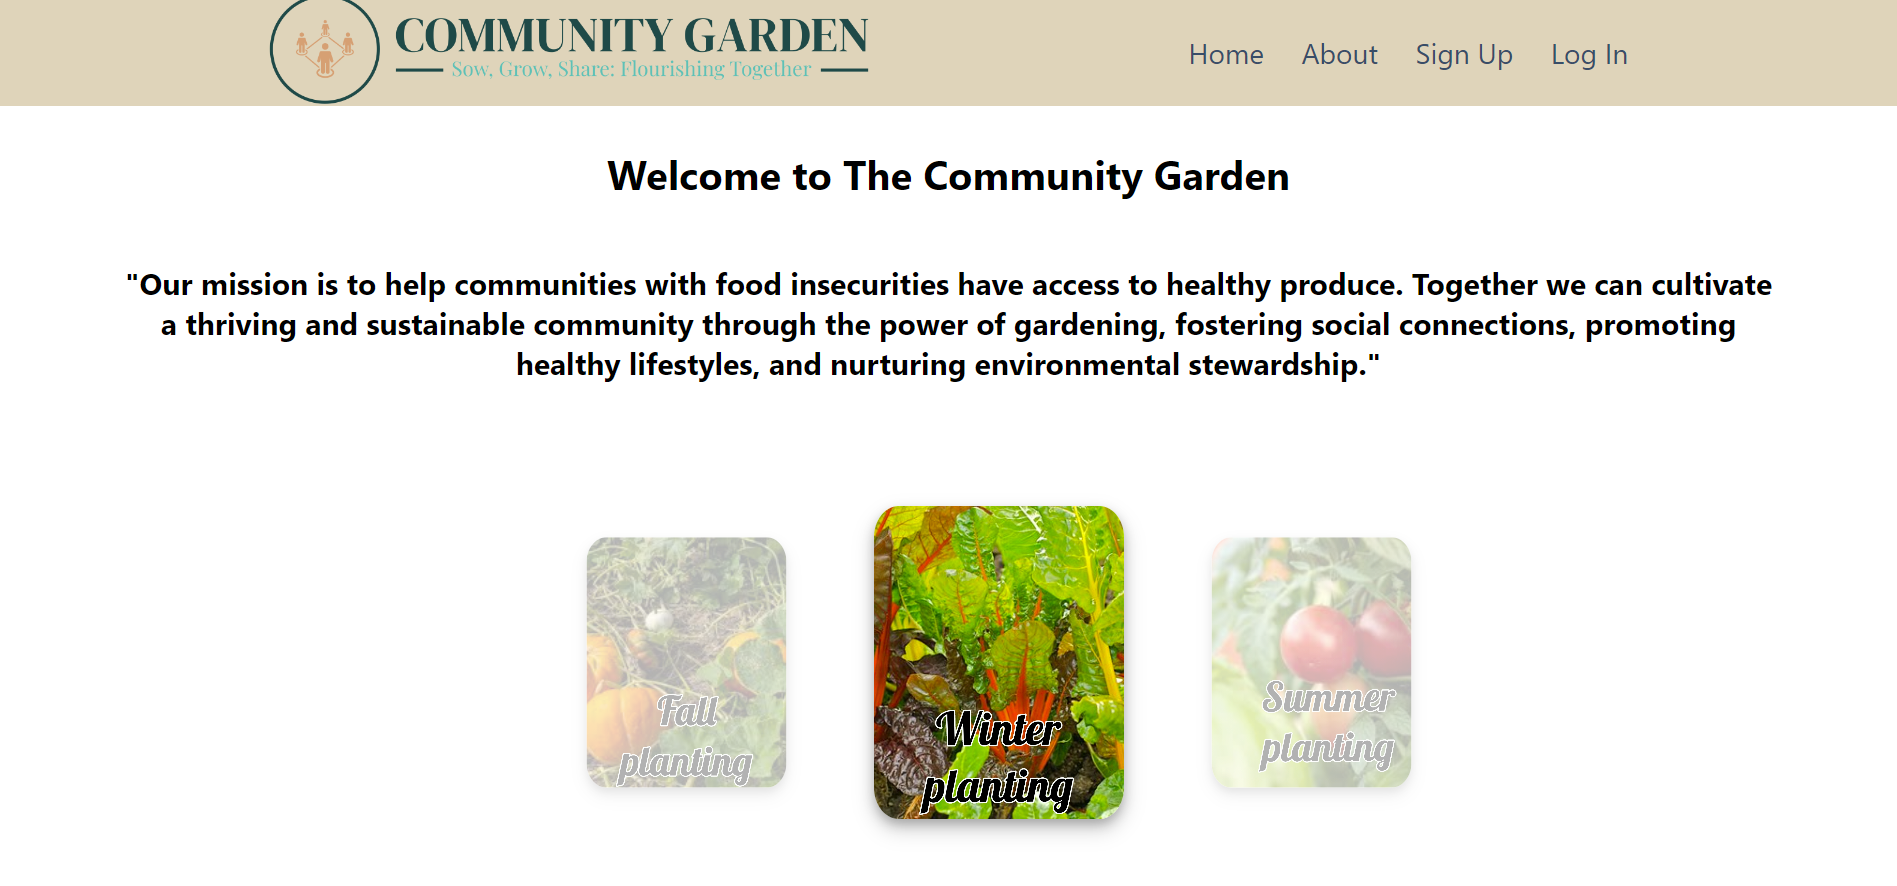 COMMUNITY GARDEN
Sow, Grow, Share: Flourishing Together
Home About Sign Up Log In
Welcome to The Community Garden
"Our mission is to help communities with food insecurities have access to healthy produce. Together we can cultivate
a thriving and sustainable community through the power of gardening, fostering social connections, promoting
healthy lifestyles, and nurturing environmental stewardship."
Fall
planting
Winter
planting
Summer
planting